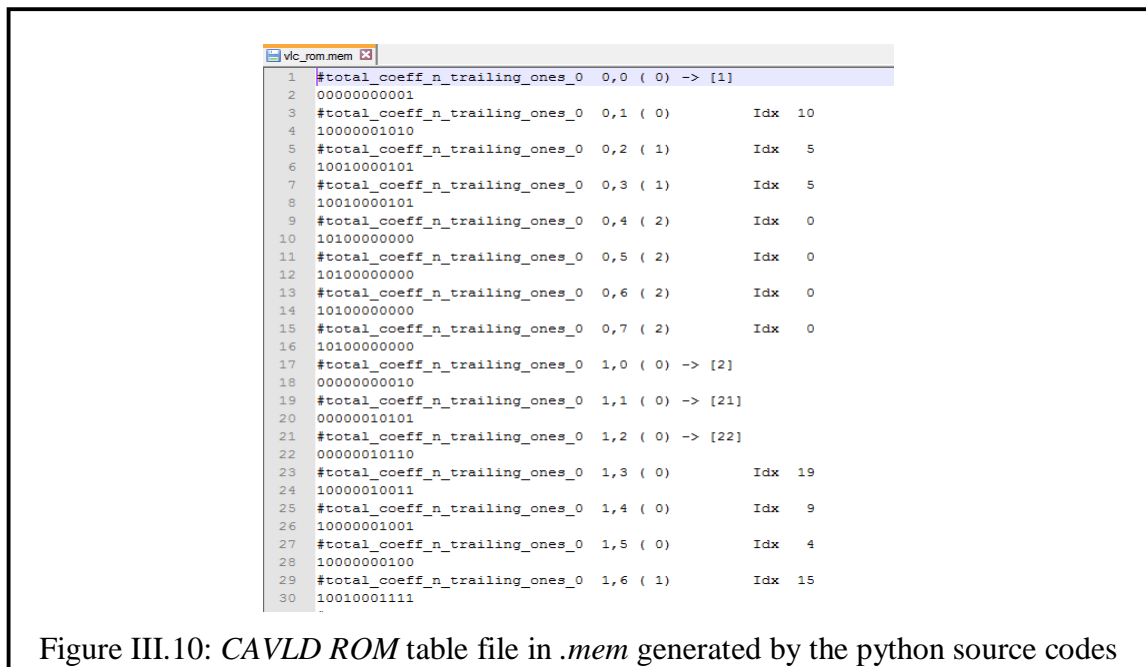 vlc_rom.mem
1 #total_coeff_n_trailing_ones_0 0,0 ( 0) -> [1]
2 00000000001
3 #total_coeff_n_trailing_ones_0 0,1 ( 0) Idx 10
4 10000001010
5 #total_coeff_n_trailing_ones_0 0,2 ( 1) Idx 5
6 10010000101
7 #total_coeff_n_trailing_ones_0 0,3 ( 1) Idx 5
8 10010000101
9 #total_coeff_n_trailing_ones_0 0,4 ( 2) Idx 0
10 10100000000
11 #total_coeff_n_trailing_ones_0 0,5 ( 2) Idx 0
12 10100000000
13 #total_coeff_n_trailing_ones_0 0,6 ( 2) Idx 0
14 10100000000
15 #total_coeff_n_trailing_ones_0 0,7 ( 2) Idx 0
16 10100000000
17 #total_coeff_n_trailing_ones_0 1,0 ( 0) -> [2]
18 00000000010
19 #total_coeff_n_trailing_ones_0 1,1 ( 0) -> [21]
20 00000010101
21 #total_coeff_n_trailing_ones_0 1,2 ( 0) -> [22]
22 00000010110
23 #total_coeff_n_trailing_ones_0 1,3 ( 0) Idx 19
24 10000010011
25 #total_coeff_n_trailing_ones_0 1,4 ( 0) Idx 9
26 10000001001
27 #total_coeff_n_trailing_ones_0 1,5 ( 0) Idx 4
28 10000000100
29 #total_coeff_n_trailing_ones_0 1,6 ( 1) Idx 15
30 10010001111
Figure III.10: CAVLD ROM table file in .mem generated by the python source codes